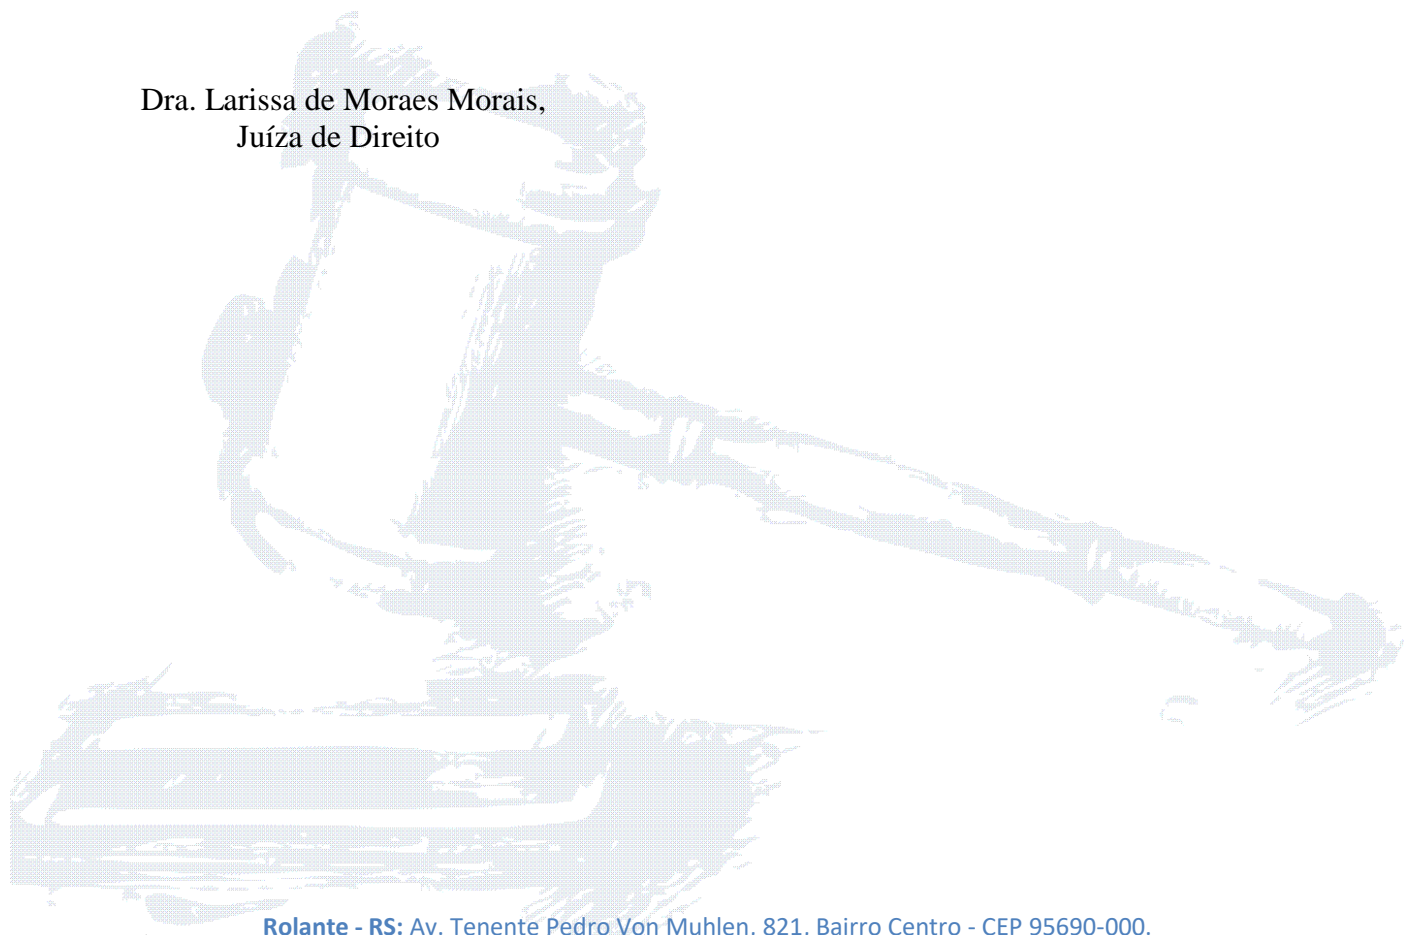 Dra. Larissa de Moraes Morais,
Juíza de Direito
Rolante - RS: Av. Tenente Pedro Von Muhlen, 821, Bairro Centro - CEP 95690-000.